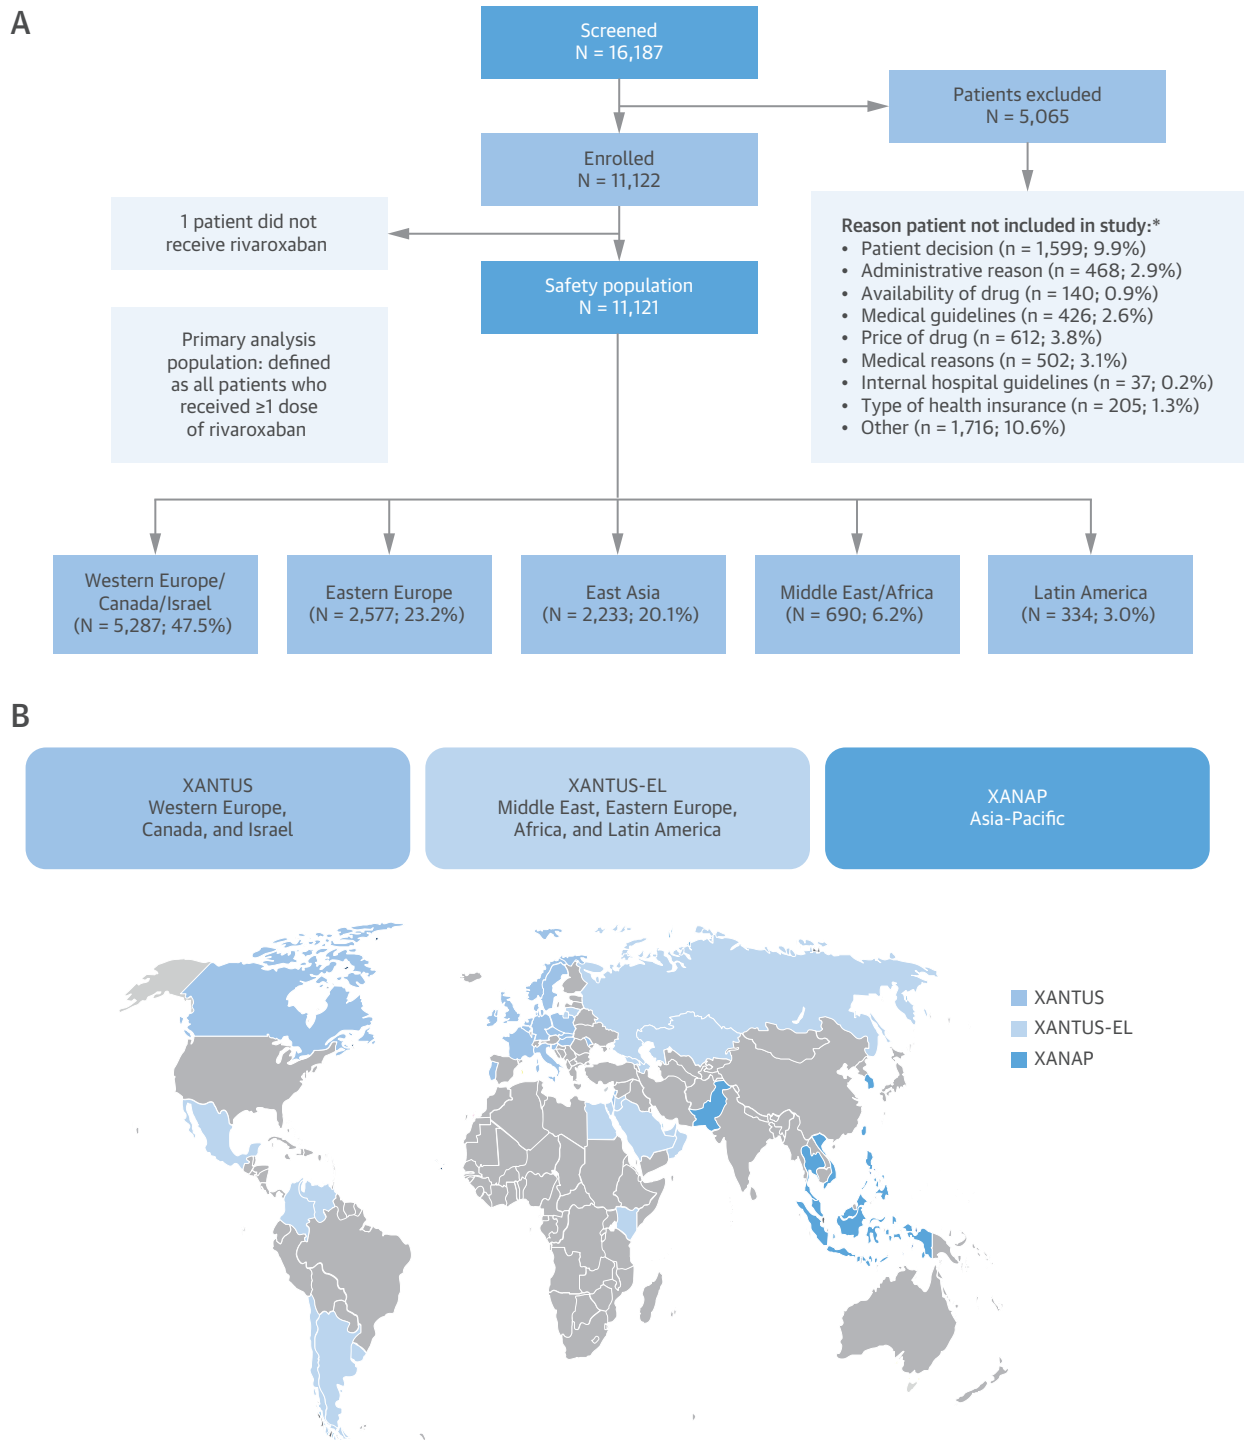 A
Screened
N = 16,187
Patients excluded
N = 5,065
Enrolled
N = 11,122
1 patient did not
receive rivaroxaban
Reason patient not included in study:*
• Patient decision (n = 1,599; 9.9%)
• Administrative reason (n = 468; 2.9%)
• Availability of drug (n = 140; 0.9%)
• Medical guidelines (n = 426; 2.6%)
• Price of drug (n = 612; 3.8%)
• Medical reasons (n = 502; 3.1%)
• Internal hospital guidelines (n = 37; 0.2%)
• Type of health insurance (n = 205; 1.3%)
• Other (n = 1,716; 10.6%)
Safety population
N = 11,121
Primary analysis
population: defined
as all patients who
received ≥1 dose
of rivaroxaban
Western Europe/
Canada/Israel
(N = 5,287; 47.5%)
Eastern Europe
(N = 2,577; 23.2%)
East Asia
(N = 2,233; 20.1%)
Middle East/Africa
(N = 690; 6.2%)
Latin America
(N = 334; 3.0%)
B
XANTUS
Western Europe,
Canada, and Israel
XANTUS-EL
Middle East, Eastern Europe,
Africa, and Latin America
XANAP
Asia-Pacific
XANTUS
XANTUS-EL
XANAP